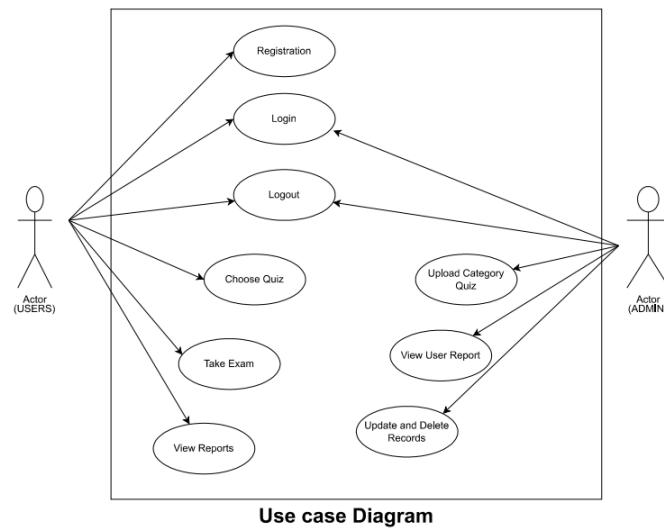 Registration
Login
Logout
Choose Quiz
Upload Category
Quiz
Actor
(USERS)
Actor
(ADMIN
View User Report
Take Exam
Update and Delete
Records
View Reports
Use case Diagram